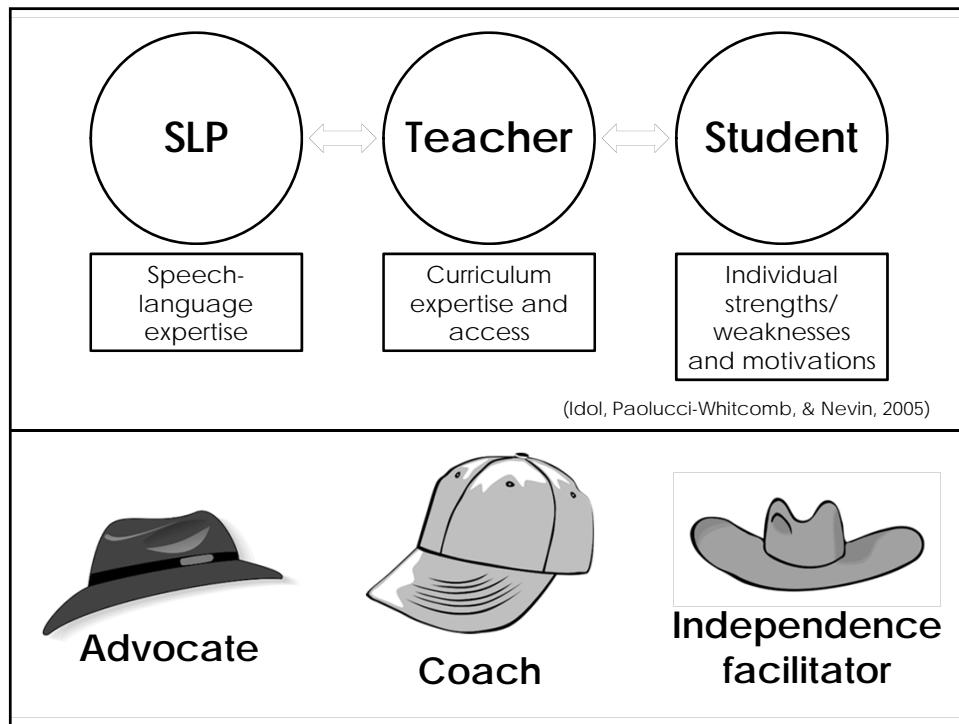 SLP
Teacher
Student
Speech-
language
expertise
Curriculum
expertise and
access
Individual
strengths/
weaknesses
and motivations
(Idol, Paolucci-Whitcomb, & Nevin, 2005)
Advocate
Coach
Independence
facilitator